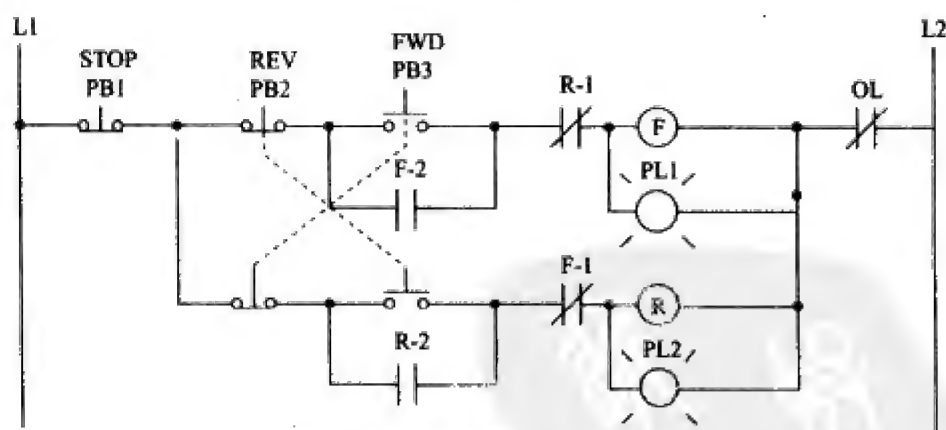 L1
L2
STOP
PB1
REV
PB2
FWD
PB3
R-1
OL
F
F-2
PL1
F-1
R
R-2
PL2